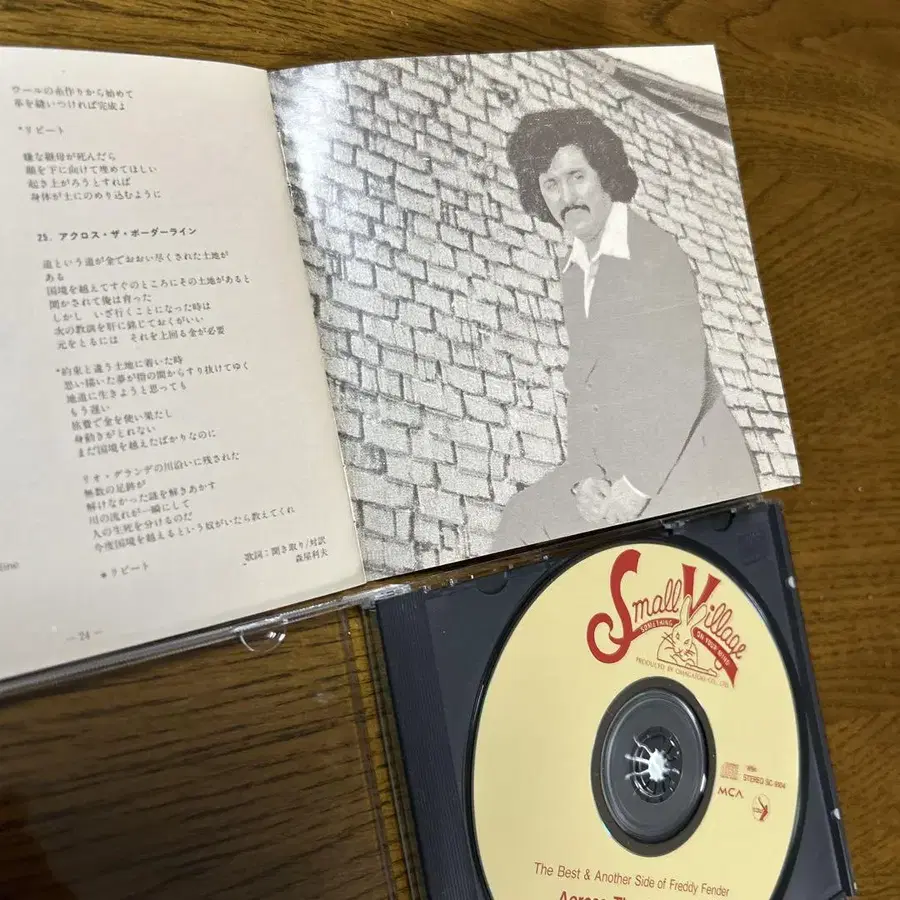 ウールの糸作りから始めて
革を縫いつければ完成よ
*リピート
嫌な継母が死んだら
顔を下に向けて埋めてほしい
起き上がろうとすれば
身体が土にのめり込むように
25. アクロス・ザ・ボーダーライン
道という道が金でおおい尽くされた土地が
ある
国境を越えてすぐのところにその土地があると
聞かされて俺は育った
しかし いざ行くことになった時は
次の教訓を肝に銘じておくがいい
元をとるには それを上回る金が必要
*約束と違う土地に着いた時
思い描いた夢が指の間からすり抜けてゆく
地道に生きようと思っても
もう遅い
旅費で金を使い果たし
身動きがとれない
まだ国境を越えたばかりなのに
リオ・グランデの川沿いに残された
無数の足跡が
解けなかった謎を解きあかす
川の流れが一瞬にして
人の生死を分けるのだ
今度国境を越えるという奴がいたら教えてくれ
*リピート
歌詞:聞き取り/対訳
森屋利夫
— 24 —
Small Village
SOMETHING ON YOUR MIND
STEREO SC-9504
MCA
The Best & Another Side of Freddy Fender